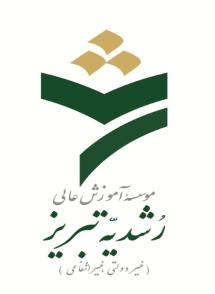 موسسهٔ آموزش عالی
رُشدیّه تبریز
(غیر دولتی غیر انتفاعی)